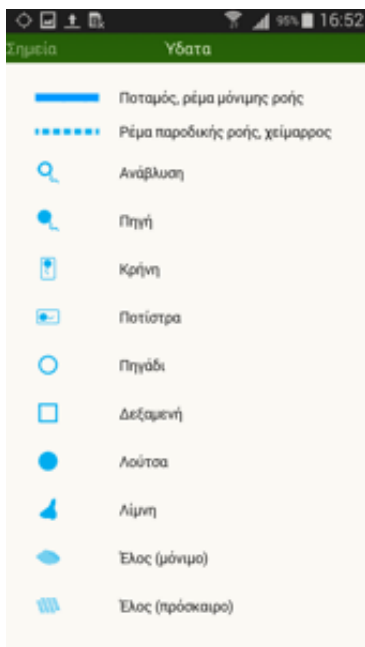 95% 16:52
Σημεία Ύδατα
Ποταμός, ρέμα μόνιμης ροής
Ρέμα παροδικής ροής, χείμαρρος
Ανάβλυση
Πηγή
Κρήνη
Ποτίστρα
Πηγάδι
Δεξαμενή
Λούτσα
Λίμνη
Έλος (μόνιμο)
Έλος (πρόσκαιρο)